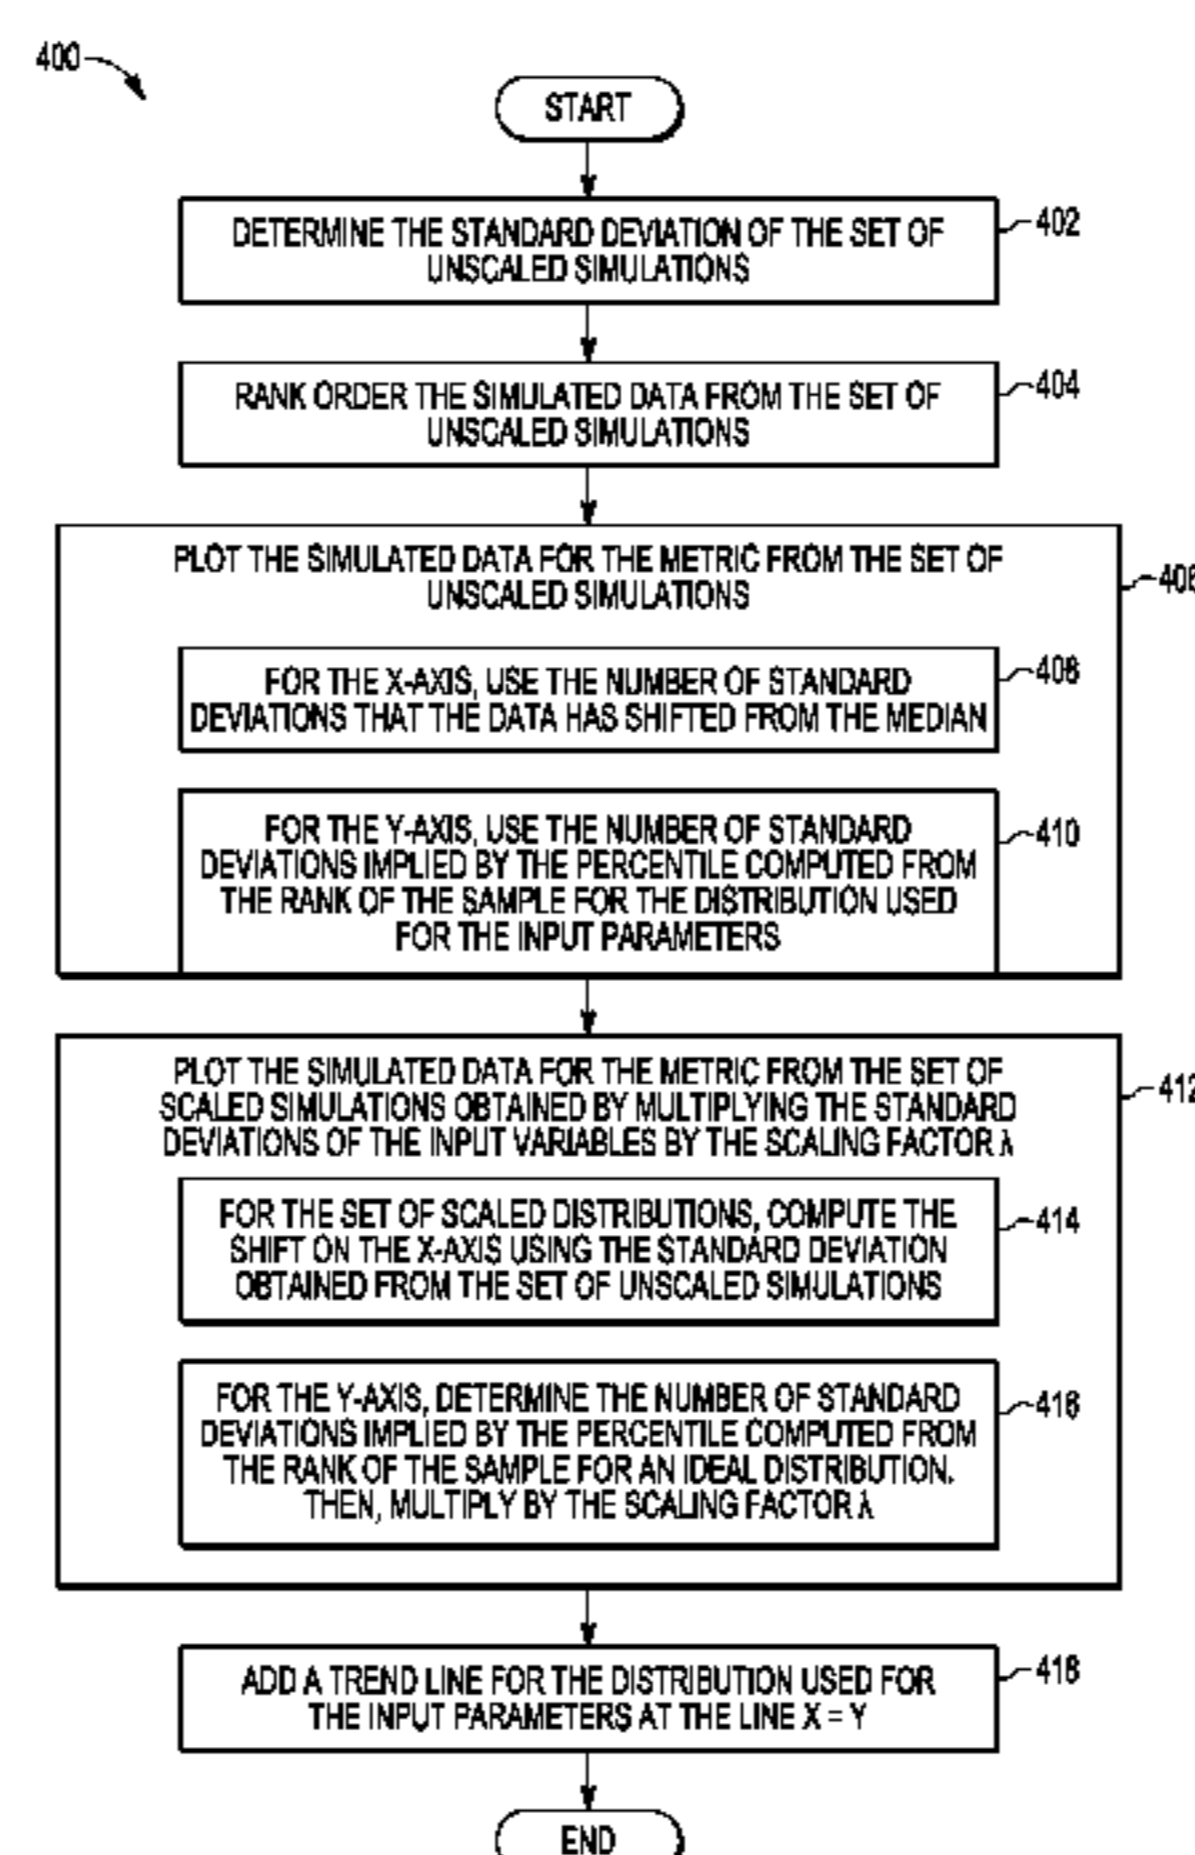 400
START
DETERMINE THE STANDARD DEVIATION OF THE SET OF
UNSCALED SIMULATIONS
402
RANK ORDER THE SIMULATED DATA FROM THE SET OF
UNSCALED SIMULATIONS
404
PLOT THE SIMULATED DATA FOR THE METRIC FROM THE SET OF
UNSCALED SIMULATIONS
406
FOR THE X-AXIS, USE THE NUMBER OF STANDARD
DEVIATIONS THAT THE DATA HAS SHIFTED FROM THE MEDIAN
408
FOR THE Y-AXIS, USE THE NUMBER OF STANDARD
DEVIATIONS IMPLIED BY THE PERCENTILE COMPUTED FROM
THE RANK OF THE SAMPLE FOR THE DISTRIBUTION USED
FOR THE INPUT PARAMETERS
410
PLOT THE SIMULATED DATA FOR THE METRIC FROM THE SET OF
SCALED SIMULATIONS OBTAINED BY MULTIPLYING THE STANDARD
DEVIATIONS OF THE INPUT VARIABLES BY THE SCALING FACTOR λ
412
FOR THE SET OF SCALED DISTRIBUTIONS, COMPUTE THE
SHIFT ON THE X-AXIS USING THE STANDARD DEVIATION
OBTAINED FROM THE SET OF UNSCALED SIMULATIONS
414
FOR THE Y-AXIS, DETERMINE THE NUMBER OF STANDARD
DEVIATIONS IMPLIED BY THE PERCENTILE COMPUTED FROM
THE RANK OF THE SAMPLE FOR AN IDEAL DISTRIBUTION.
THEN, MULTIPLY BY THE SCALING FACTOR λ
416
ADD A TREND LINE FOR THE DISTRIBUTION USED FOR
THE INPUT PARAMETERS AT THE LINE X = Y
418
END